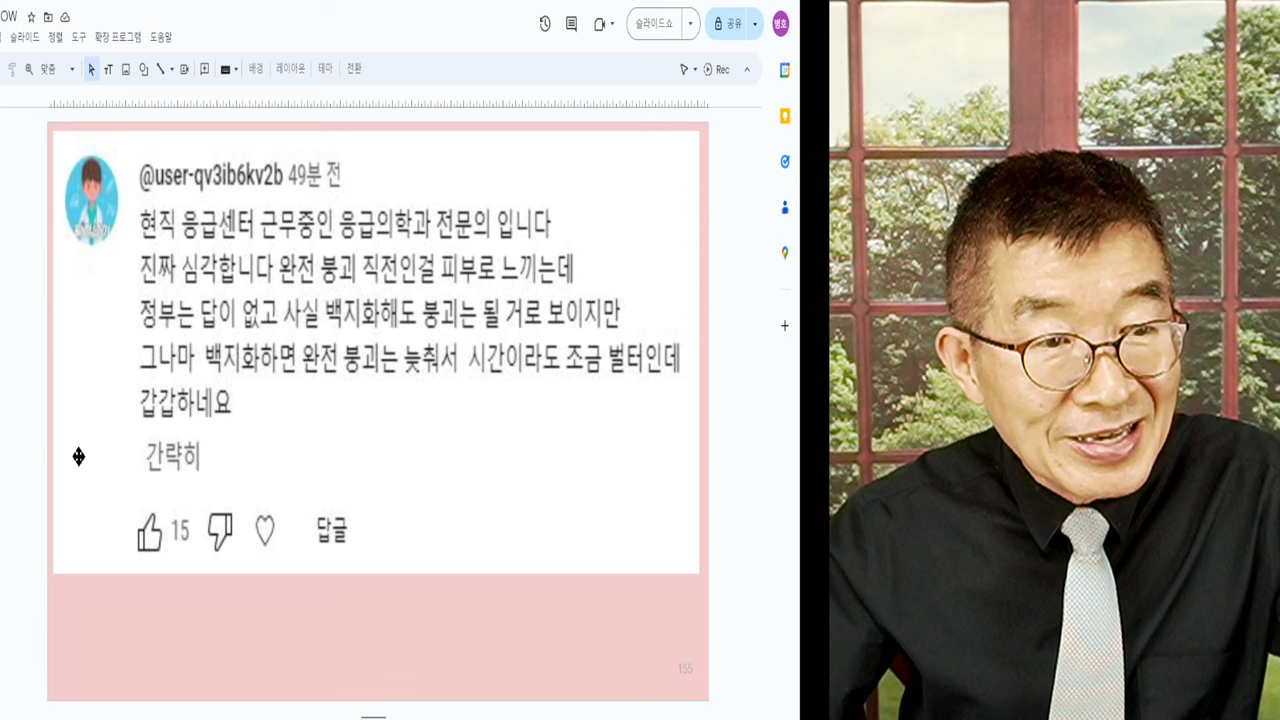 OW
슬라이드 정렬 도구 확장 프로그램 도움말
슬라이드쇼
공유
병호
맞춤
배경 레이아웃 테마 전환
Rec
@user-qv3ib6kv2b 49분 전
현직 응급센터 근무중인 응급의학과 전문의 입니다
진짜 심각합니다 완전 붕괴 직전인걸 피부로 느끼는데
정부는 답이 없고 사실 백지화해도 붕괴는 될 거로 보이지만
그나마 백지화하면 완전 붕괴는 늦춰서 시간이라도 조금 벌터인데
갑갑하네요
간략히
15 답글
155